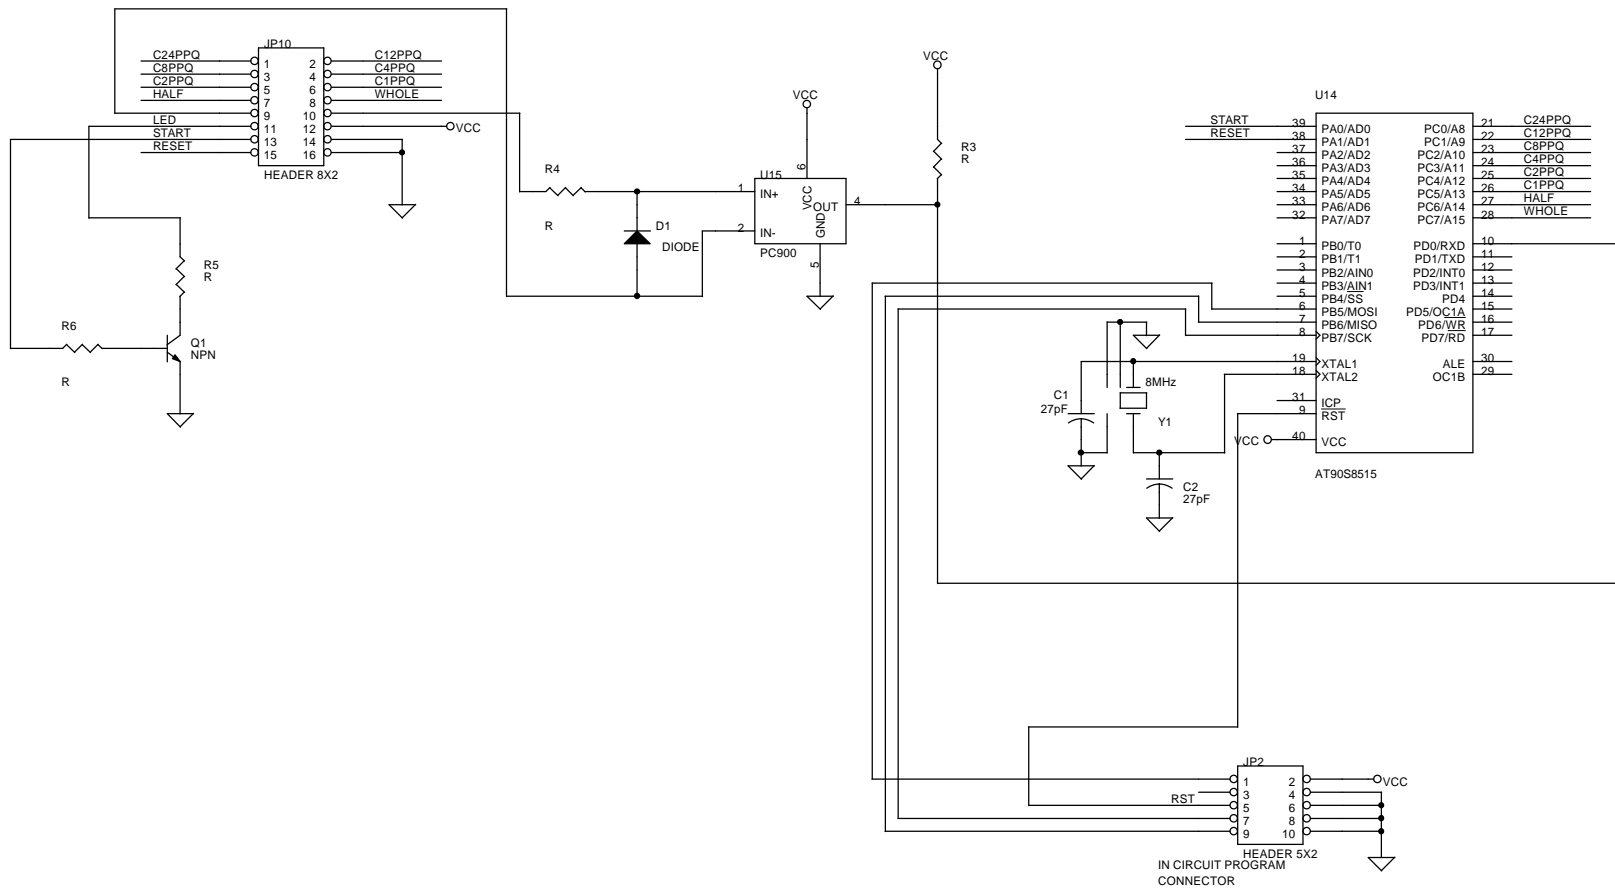 JP10
C24PPQ 1 2 C12PPQ
C8PPQ 3 4 C4PPQ
C2PPQ 5 6 C1PPQ
HALF 7 8 WHOLE
9 10
LED 11 12 VCC
START 13 14
RESET 15 16
HEADER 8X2
R5
R
R6
R
Q1
NPN
R4
R
D1
DIODE
VCC
U15
6
1 IN+ VCC OUT 4
2 IN- GND
5
PC900
VCC
R3
R
U14
START 39 PA0/AD0 PC0/A8 21 C24PPQ
RESET 38 PA1/AD1 PC1/A9 22 C12PPQ
37 PA2/AD2 PC2/A10 23 C8PPQ
36 PA3/AD3 PC3/A11 24 C4PPQ
35 PA4/AD4 PC4/A12 25 C2PPQ
34 PA5/AD5 PC5/A13 26 C1PPQ
33 PA6/AD6 PC6/A14 27 HALF
32 PA7/AD7 PC7/A15 28 WHOLE
1 PB0/T0 PD0/RXD 10
2 PB1/T1 PD1/TXD 11
3 PB2/AIN0 PD2/INT0 12
4 PB3/AIN1 PD3/INT1 13
5 PB4/SS PD4 14
6 PB5/MOSI PD5/OC1A 15
7 PB6/MISO PD6/WR 16
8 PB7/SCK PD7/RD 17
19 XTAL1 ALE 30
18 XTAL2 OC1B 29
31 ICP
9 RST
VCC 40 VCC
AT90S8515
8MHz
Y1
C1
27pF
C2
27pF
JP2
1 2 VCC
3 4
RST 5 6
7 8
9 10
HEADER 5X2
IN CIRCUIT PROGRAM
CONNECTOR